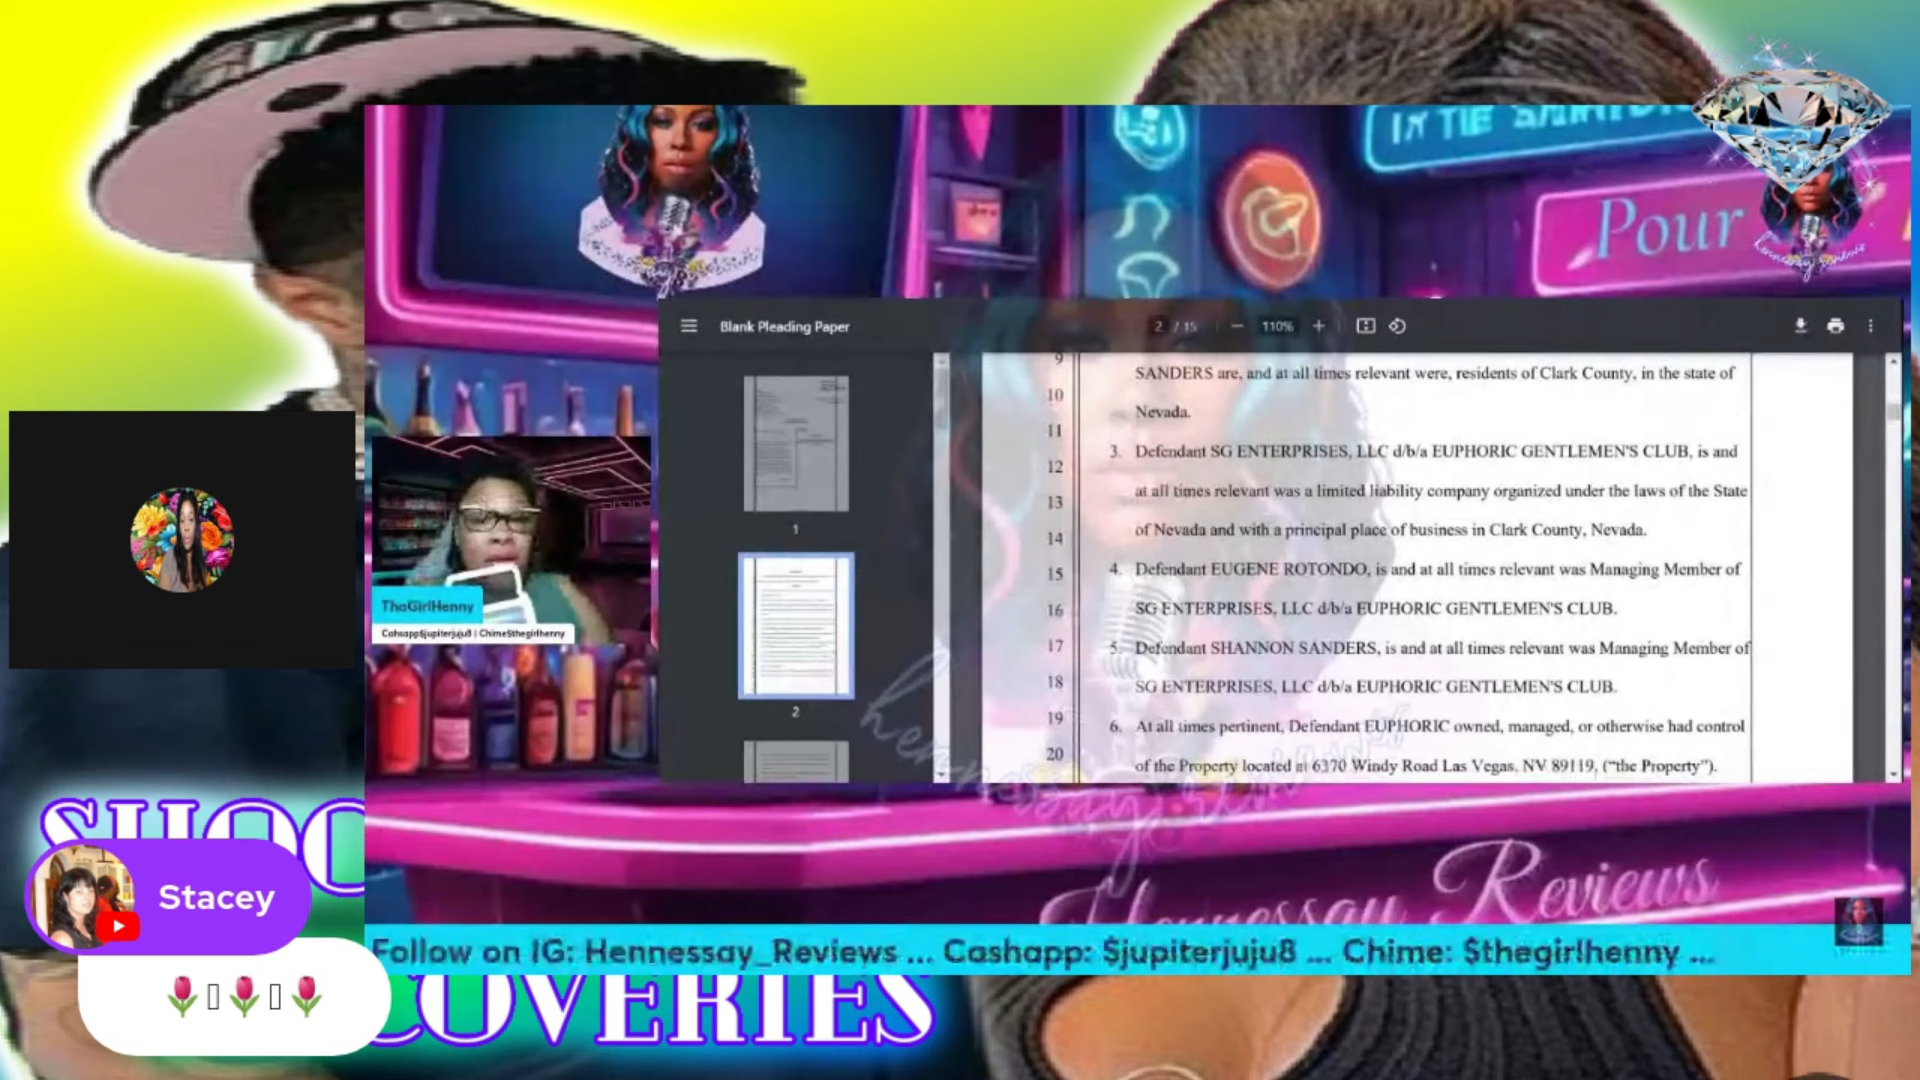 Pour
Blank Pleading Paper
2 / 15
110%
9
SANDERS are, and at all times relevant were, residents of Clark County, in the state of
10
Nevada.
11
3. Defendant SG ENTERPRISES, LLC d/b/a EUPHORIC GENTLEMEN'S CLUB, is and
12
at all times relevant was a limited liability company organized under the laws of the State
13
of Nevada and with a principal place of business in Clark County, Nevada.
14
4. Defendant EUGENE ROTONDO, is and at all times relevant was Managing Member of
15
16
SG ENTERPRISES, LLC d/b/a EUPHORIC GENTLEMEN'S CLUB.
17
5. Defendant SHANNON SANDERS, is and at all times relevant was Managing Member of
18
SG ENTERPRISES, LLC d/b/a EUPHORIC GENTLEMEN'S CLUB.
19
6. At all times pertinent, Defendant EUPHORIC owned, managed, or otherwise had control
20
of the Property located at 6370 Windy Road Las Vegas, NV 89119, ("the Property").
1
2
ThaGirlHenny
Cahsapp$jupiterjuju8 | Chime$thegirlhenny
Hennessay Reviews
Stacey
Follow on IG: Hennessay_Reviews ... Cashapp: $jupiterjuju8 ... Chime: $thegirlhenny ...
SHOC
COVERIES